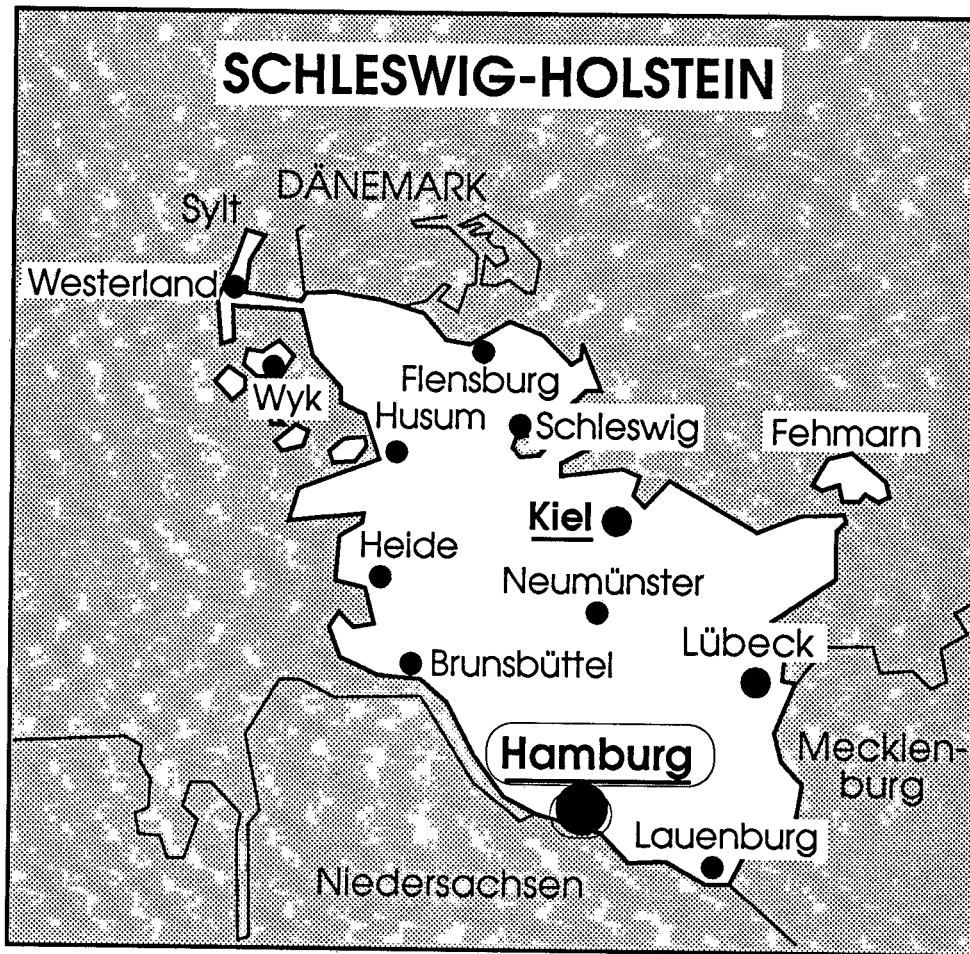 SCHLESWIG-HOLSTEIN
DÄNEMARK
Sylt
Westerland
Flensburg
Wyk
Husum
Schleswig
Fehmarn
Kiel
Heide
Neumünster
Lübeck
Brunsbüttel
Hamburg
Mecklen-
burg
Lauenburg
Niedersachsen